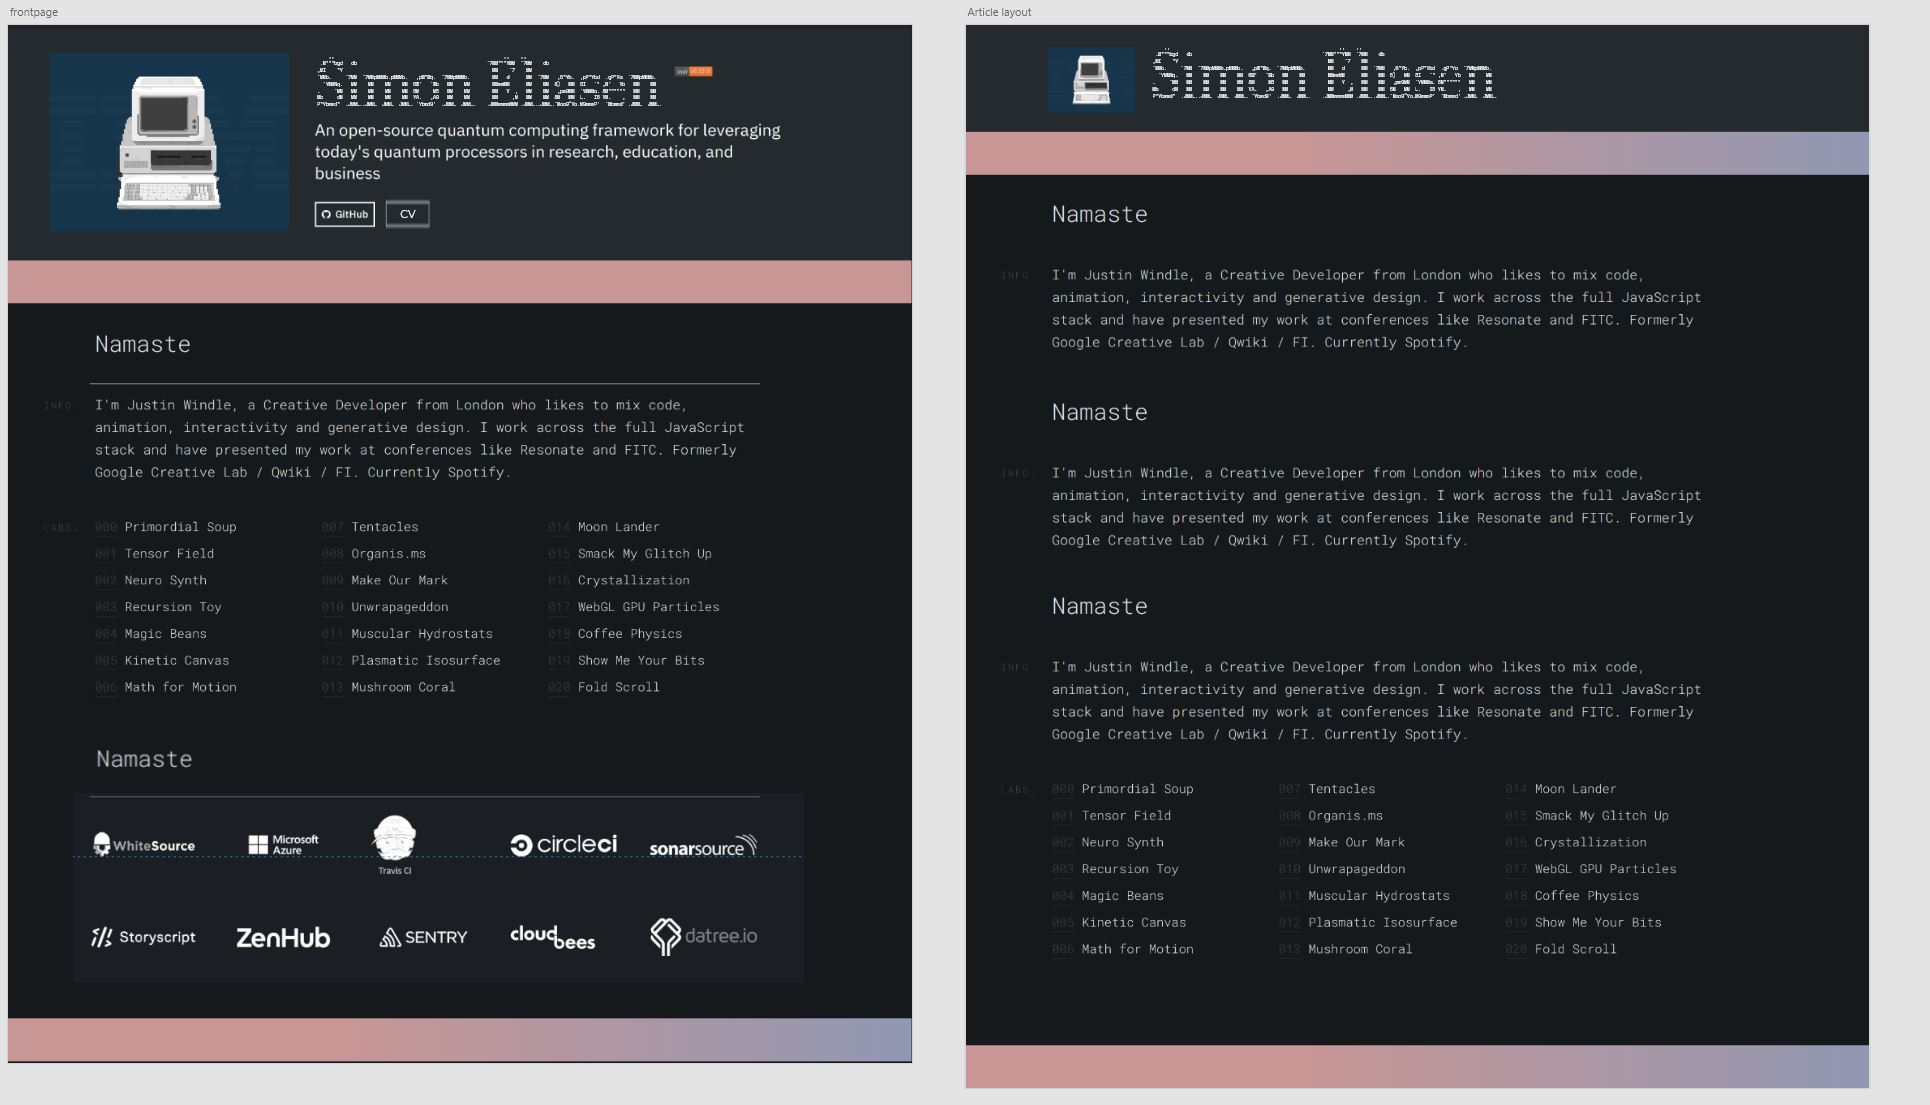 frontpage
Simon Eliasen
pypi v0.12.0
An open-source quantum computing framework for leveraging
today's quantum processors in research, education, and
business
GitHub
CV
Namaste
INFO.
I'm Justin Windle, a Creative Developer from London who likes to mix code,
animation, interactivity and generative design. I work across the full JavaScript
stack and have presented my work at conferences like Resonate and FITC. Formerly
Google Creative Lab / Qwiki / FI. Currently Spotify.
LABS.
000 Primordial Soup
001 Tensor Field
002 Neuro Synth
003 Recursion Toy
004 Magic Beans
005 Kinetic Canvas
006 Math for Motion
007 Tentacles
008 Organis.ms
009 Make Our Mark
010 Unwrapageddon
011 Muscular Hydrostats
012 Plasmatic Isosurface
013 Mushroom Coral
014 Moon Lander
015 Smack My Glitch Up
016 Crystallization
017 WebGL GPU Particles
018 Coffee Physics
019 Show Me Your Bits
020 Fold Scroll
Namaste
WhiteSource
Microsoft
Azure
Travis CI
circleci
sonarsource
Storyscript
ZenHub
SENTRY
cloudbees
datree.io
Article layout
Simon Eliasen
Namaste
INFO.
I'm Justin Windle, a Creative Developer from London who likes to mix code,
animation, interactivity and generative design. I work across the full JavaScript
stack and have presented my work at conferences like Resonate and FITC. Formerly
Google Creative Lab / Qwiki / FI. Currently Spotify.
Namaste
INFO.
I'm Justin Windle, a Creative Developer from London who likes to mix code,
animation, interactivity and generative design. I work across the full JavaScript
stack and have presented my work at conferences like Resonate and FITC. Formerly
Google Creative Lab / Qwiki / FI. Currently Spotify.
Namaste
INFO.
I'm Justin Windle, a Creative Developer from London who likes to mix code,
animation, interactivity and generative design. I work across the full JavaScript
stack and have presented my work at conferences like Resonate and FITC. Formerly
Google Creative Lab / Qwiki / FI. Currently Spotify.
LABS.
000 Primordial Soup
001 Tensor Field
002 Neuro Synth
003 Recursion Toy
004 Magic Beans
005 Kinetic Canvas
006 Math for Motion
007 Tentacles
008 Organis.ms
009 Make Our Mark
010 Unwrapageddon
011 Muscular Hydrostats
012 Plasmatic Isosurface
013 Mushroom Coral
014 Moon Lander
015 Smack My Glitch Up
016 Crystallization
017 WebGL GPU Particles
018 Coffee Physics
019 Show Me Your Bits
020 Fold Scroll